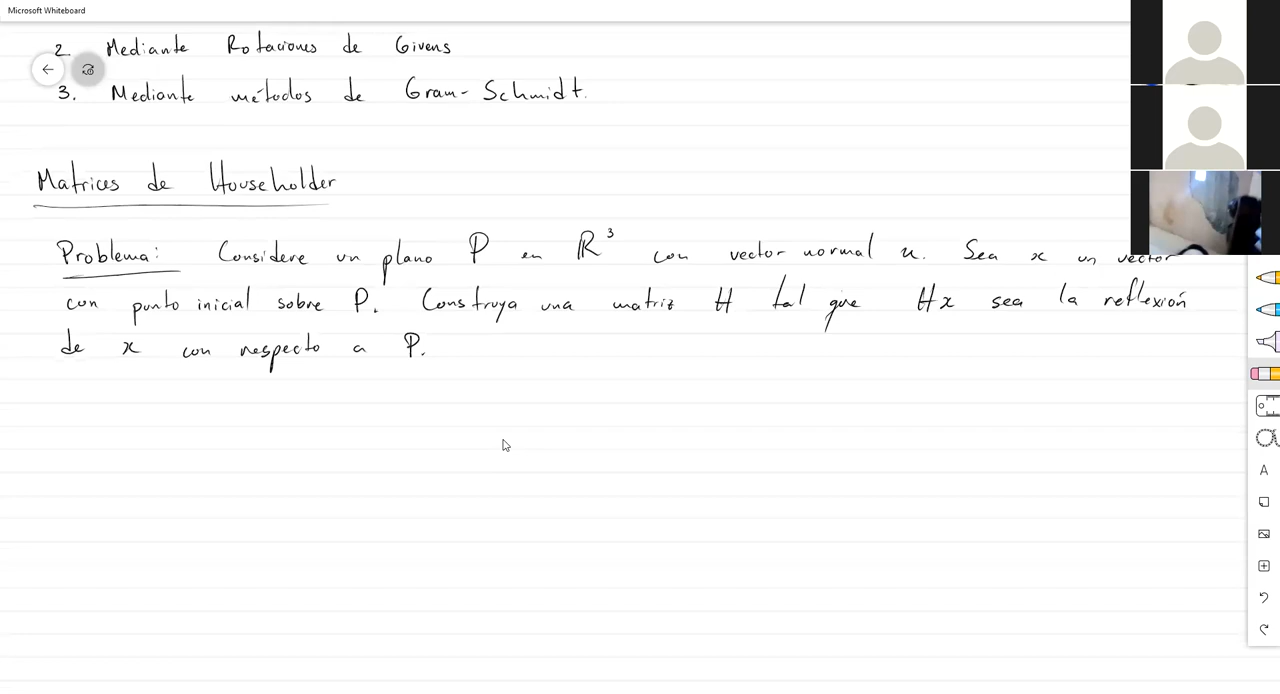 Microsoft Whiteboard
2. Mediante Rotaciones de Givens
3. Mediante métodos de Gram-Schmidt.
Matrices de Householder
Problema: Considere un plano P en ℝ³ con vector normal u. Sea x un vector
con punto inicial sobre P. Construya una matriz H tal que Hx sea la reflexión
de x con respecto a P.
A